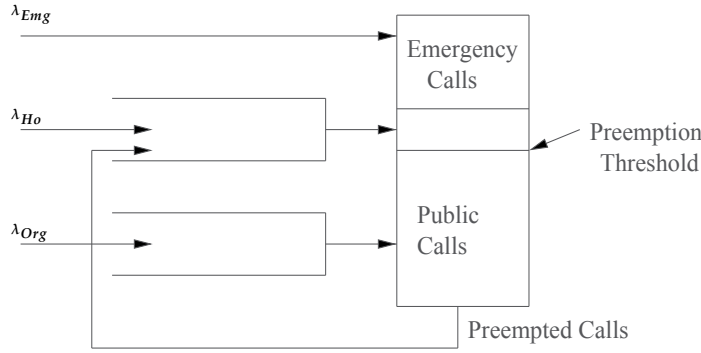 λEmg
Emergency
Calls
λHo
Preemption
Threshold
λOrg
Public
Calls
Preempted Calls